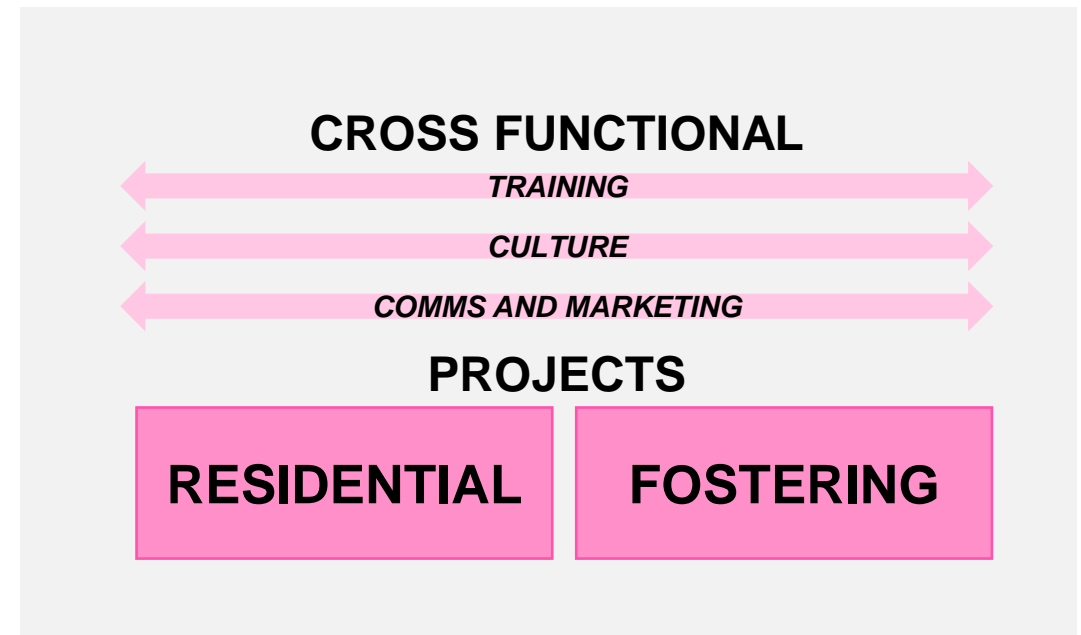 CROSS FUNCTIONAL
TRAINING
CULTURE
COMMS AND MARKETING
PROJECTS
RESIDENTIAL
FOSTERING